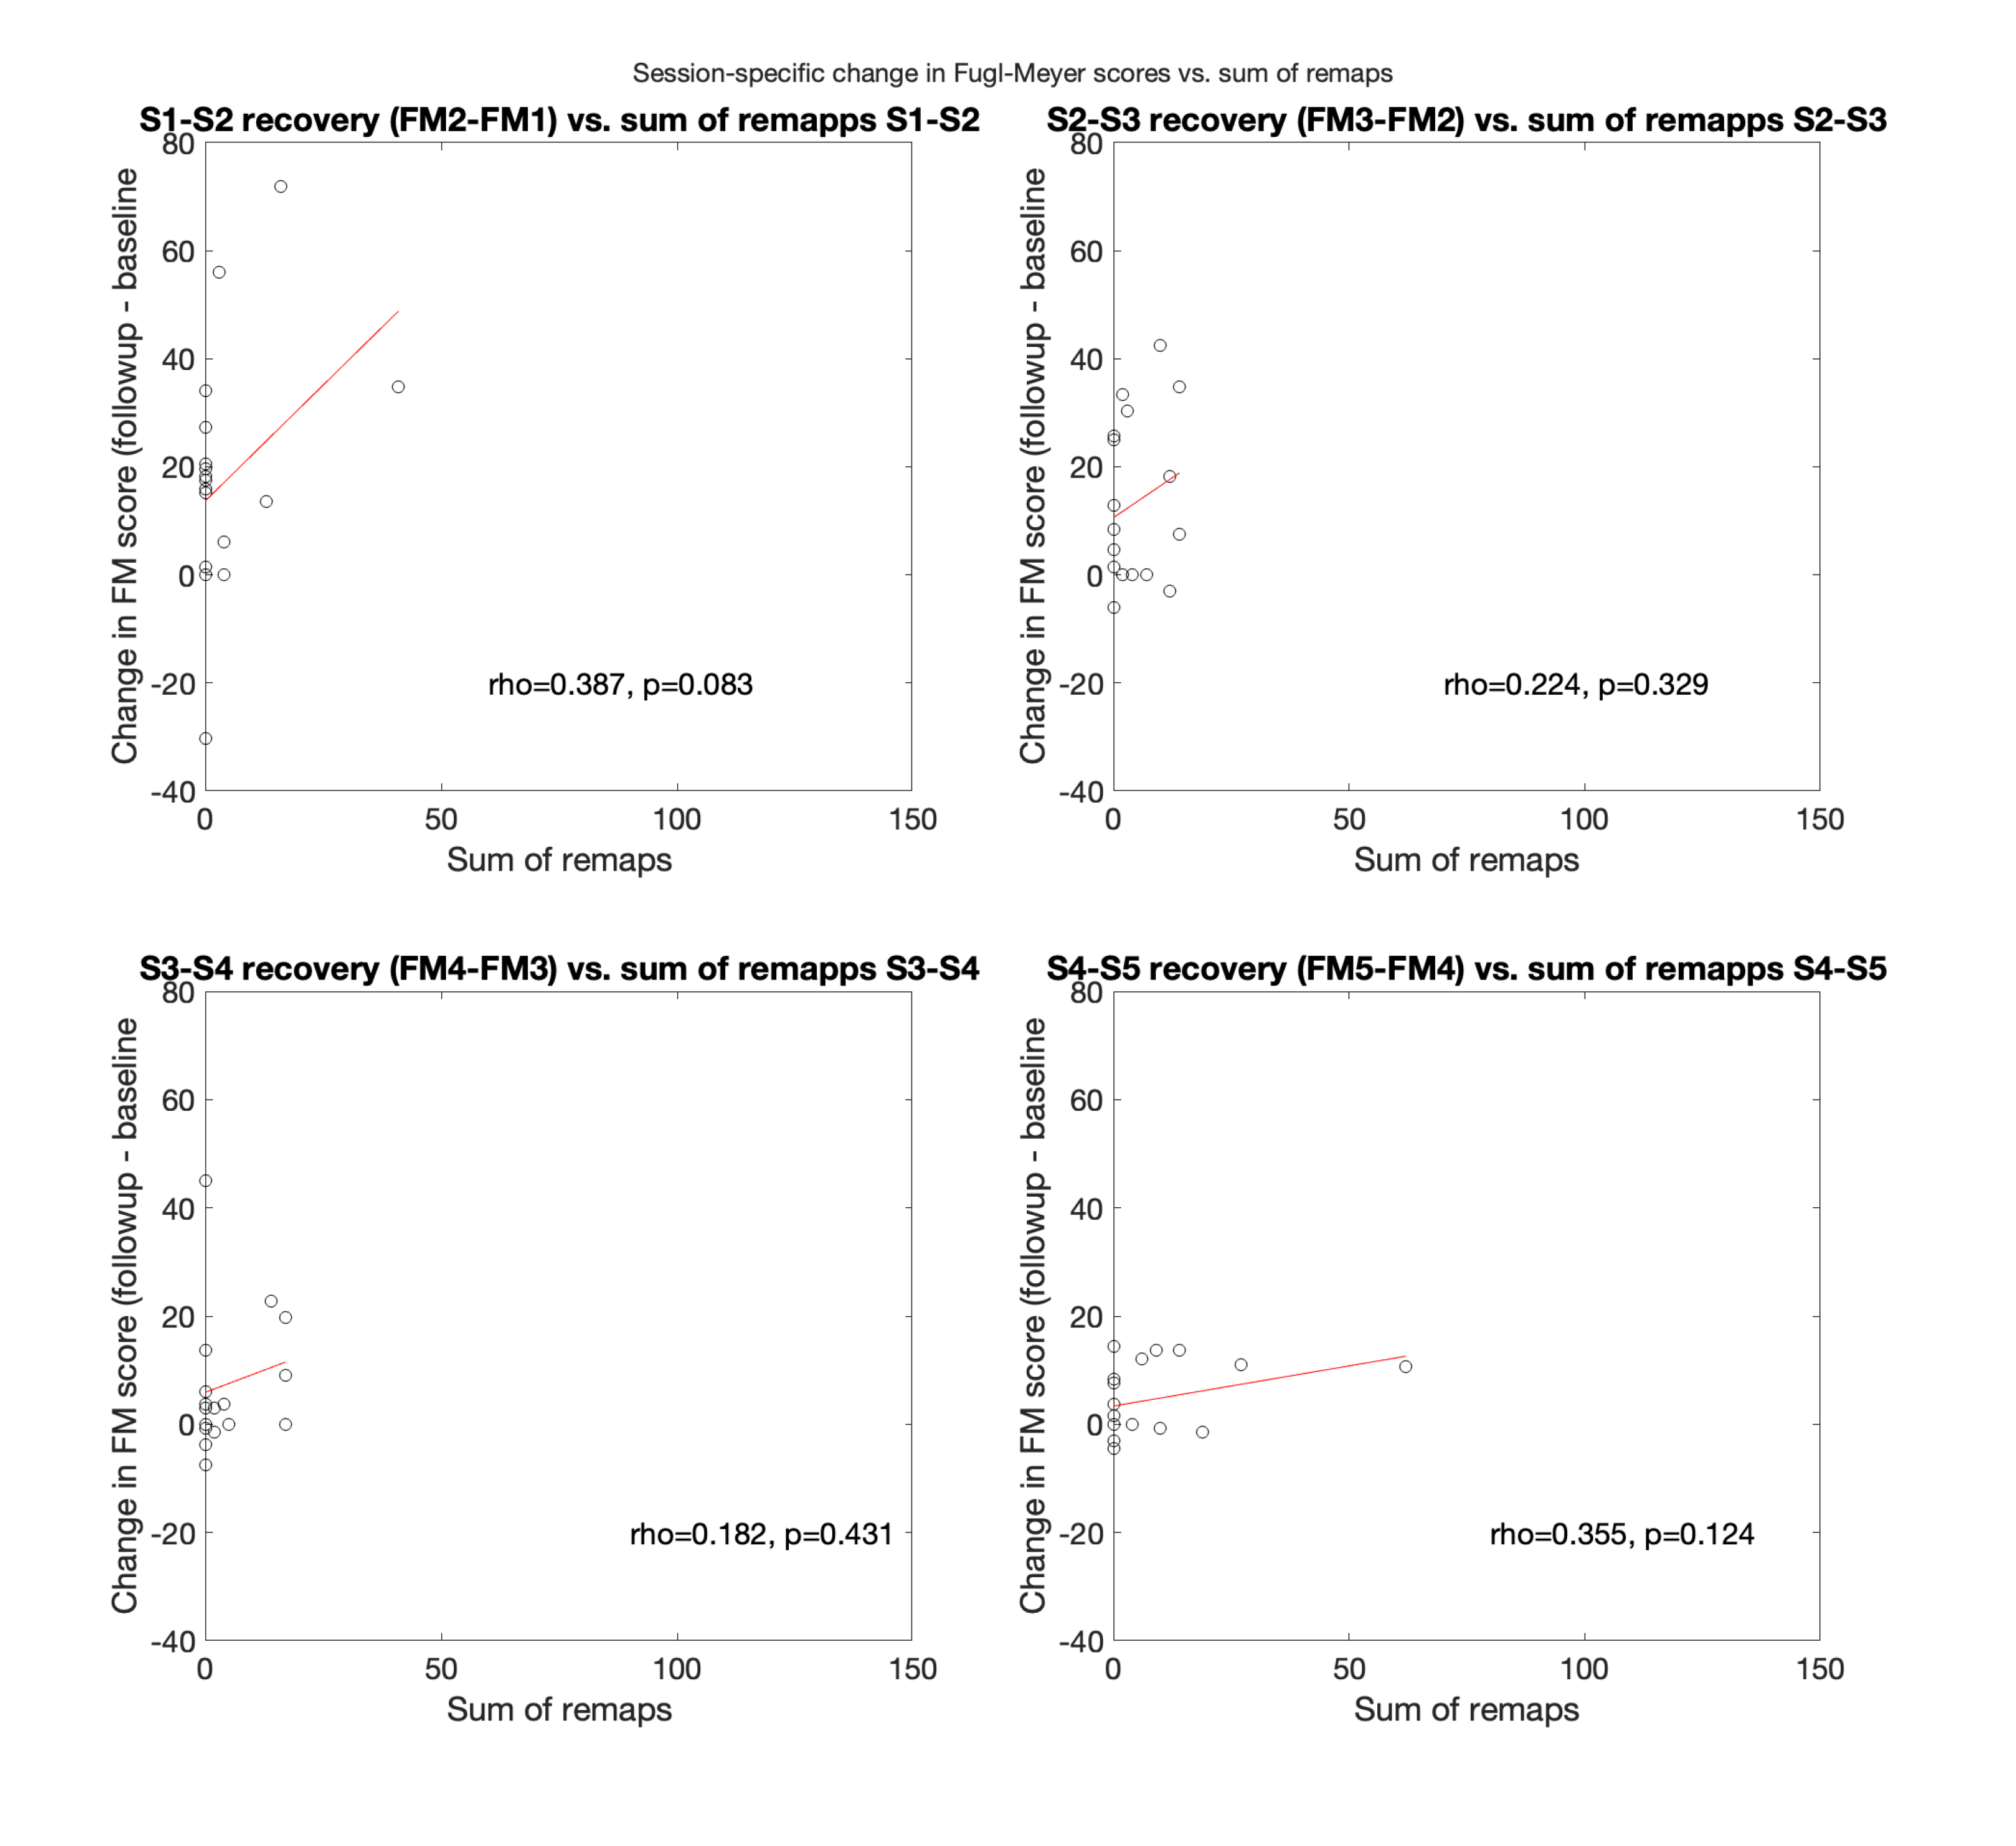 Session-specific change in Fugl-Meyer scores vs. sum of remaps
S1-S2 recovery (FM2-FM1) vs. sum of remapps S1-S2
80
60
40
20
0
-20
-40
Change in FM score (followup - baseline
rho=0.387, p=0.083
0 50 100 150
Sum of remaps
S2-S3 recovery (FM3-FM2) vs. sum of remapps S2-S3
80
60
40
20
0
-20
-40
Change in FM score (followup - baseline
rho=0.224, p=0.329
0 50 100 150
Sum of remaps
S3-S4 recovery (FM4-FM3) vs. sum of remapps S3-S4
80
60
40
20
0
-20
-40
Change in FM score (followup - baseline
rho=0.182, p=0.431
0 50 100 150
Sum of remaps
S4-S5 recovery (FM5-FM4) vs. sum of remapps S4-S5
80
60
40
20
0
-20
-40
Change in FM score (followup - baseline
rho=0.355, p=0.124
0 50 100 150
Sum of remaps